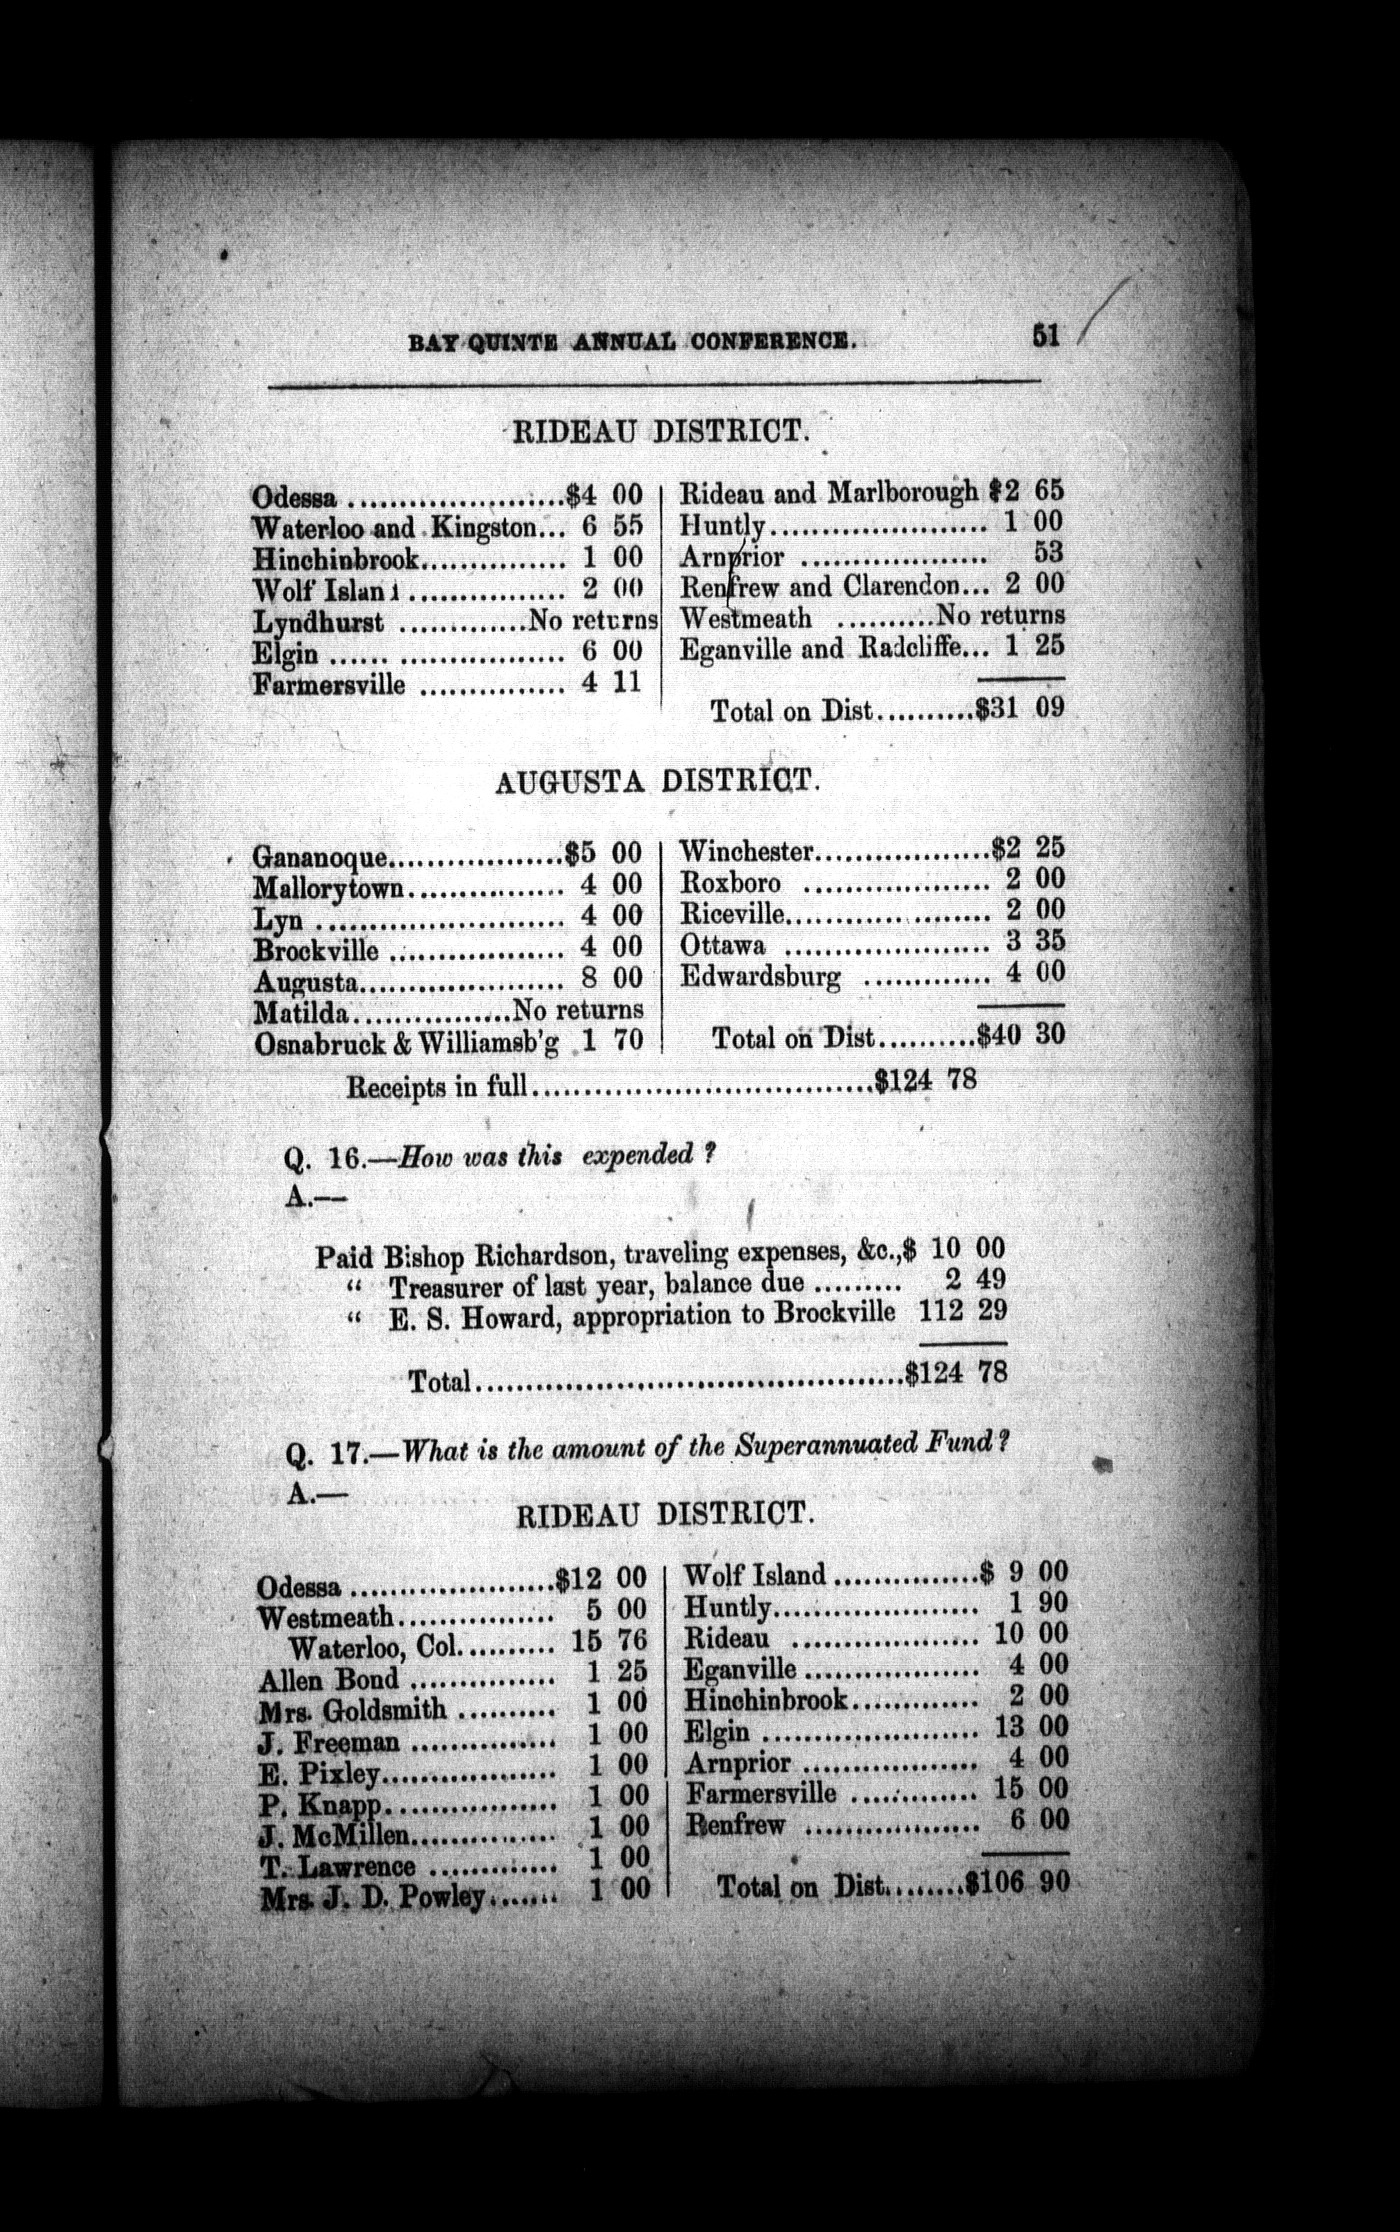 BAY QUINTE ANNUAL CONFERENCE. 51
RIDEAU DISTRICT.
Odessa .....................$4 00
Waterloo and Kingston... 6 55
Hinchinbrook.............. 1 00
Wolf Island ............... 2 00
Lyndhurst .............No returns
Elgin ...... ................ 6 00
Farmersville ............... 4 11
Rideau and Marlborough $2 65
Huntly...................... 1 00
Arnprior ................... 53
Renfrew and Clarendon... 2 00
Westmeath ..........No returns
Eganville and Radcliffe... 1 25
Total on Dist..........$31 09
AUGUSTA DISTRICT.
Gananoque..................$5 00
Mallorytown................ 4 00
Lyn ......................... 4 00
Brockville .................. 4 00
Augusta..................... 8 00
Matilda................No returns
Osnabruck & Williamsb'g 1 70
Winchester.................$2 25
Roxboro ................... 2 00
Riceville..................... 2 00
Ottawa ..................... 3 35
Edwardsburg ............. 4 00
Total on Dist..........$40 30
Receipts in full..................................$124 78
Q. 16.—How was this expended ?
A.—
Paid Bishop Richardson, traveling expenses, &c.,$ 10 00
“ Treasurer of last year, balance due ......... 2 49
“ E. S. Howard, appropriation to Brockville 112 29
Total...........................................$124 78
Q. 17.—What is the amount of the Superannuated Fund?
A.—
RIDEAU DISTRICT.
Odessa .....................$12 00
Westmeath................ 5 00
Waterloo, Col.......... 15 76
Allen Bond ............... 1 25
Mrs. Goldsmith .......... 1 00
J. Freeman ............... 1 00
E. Pixley.................. 1 00
P. Knapp................. 1 00
J. McMillen............... 1 00
T. Lawrence ............. 1 00
Mrs. J. D. Powley....... 1 00
Wolf Island ...............$ 9 00
Huntly..................... 1 90
Rideau ................... 10 00
Eganville .................. 4 00
Hinchinbrook............. 2 00
Elgin ...................... 13 00
Arnprior .................. 4 00
Farmersville ............. 15 00
Renfrew .................. 6 00
Total on Dist.........$106 90